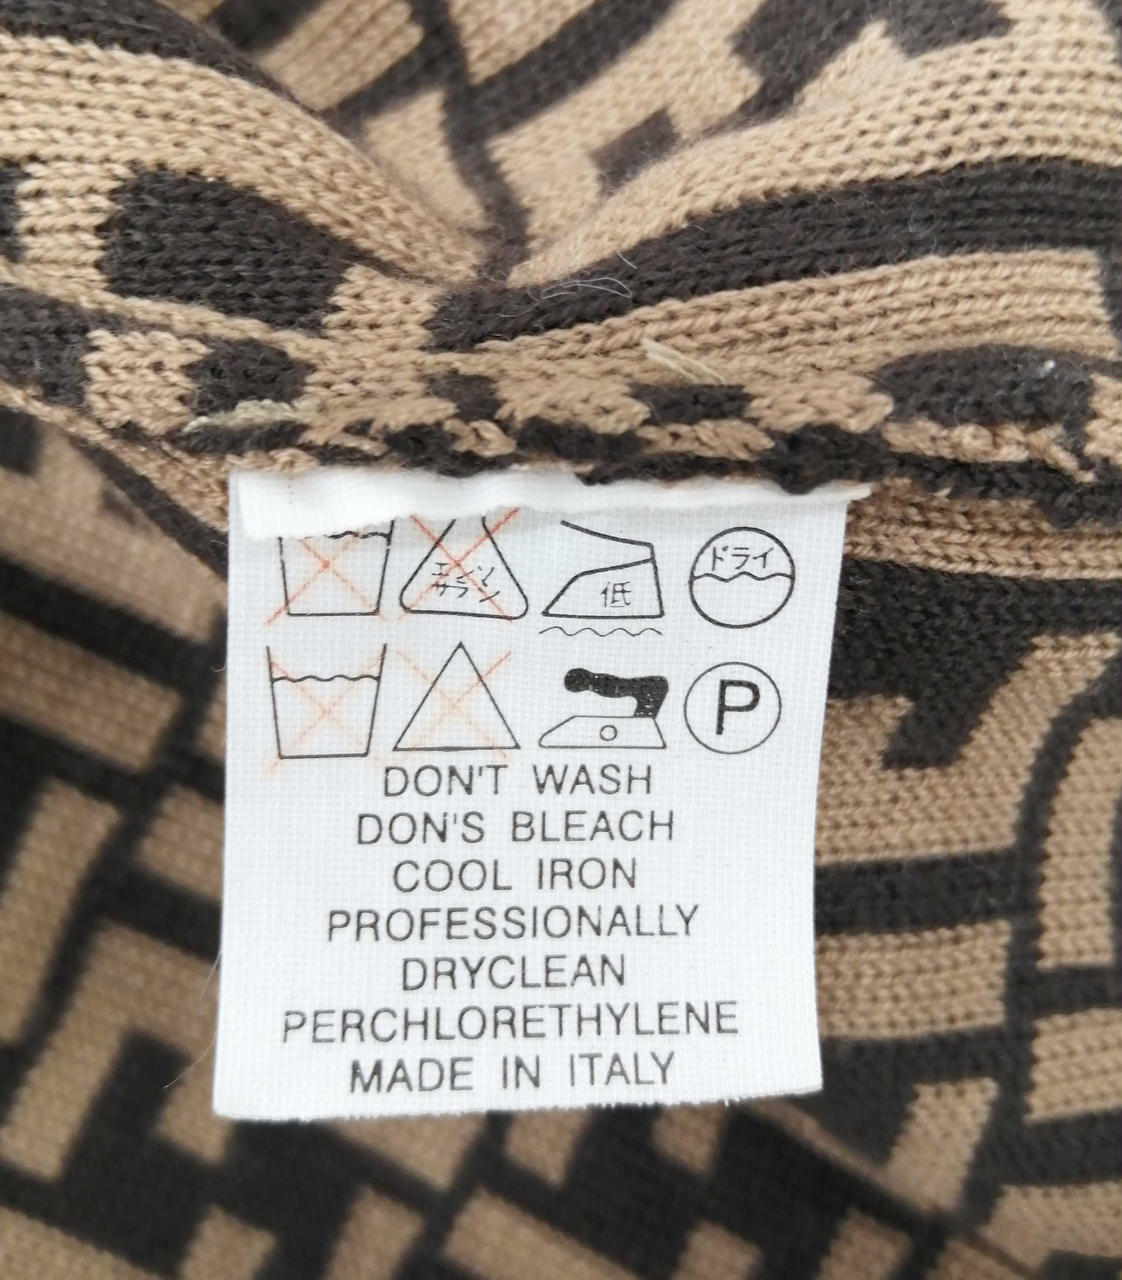 エンソ
サラシ
低
ドライ
P
DON'T WASH
DON'S BLEACH
COOL IRON
PROFESSIONALLY
DRYCLEAN
PERCHLORETHYLENE
MADE IN ITALY